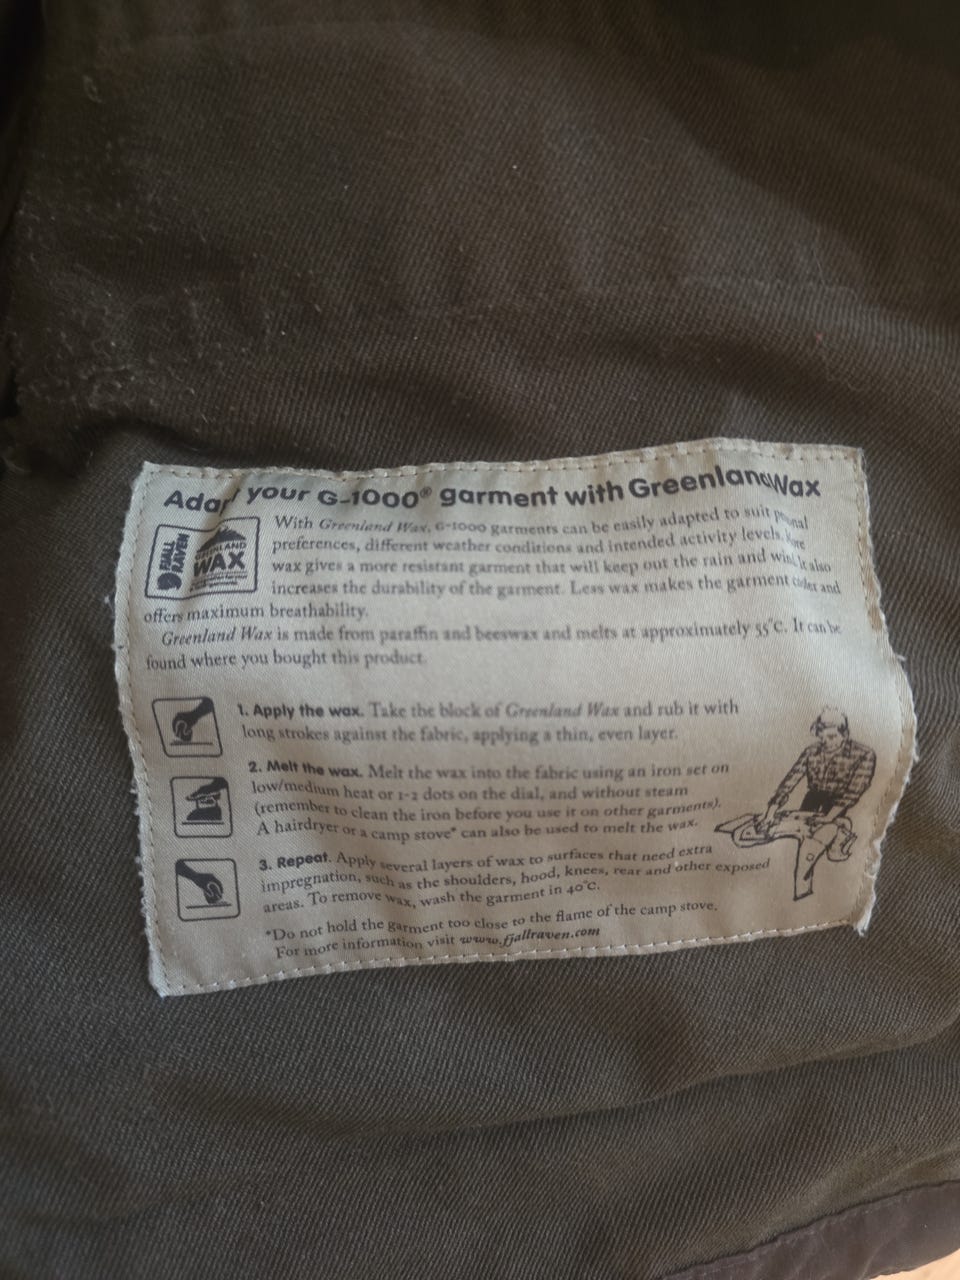 Adap your G-1000® garment with Greenland Wax
FJÄLL
RÄVEN
GREENLAND
WAX
With Greenland Wax, G-1000 garments can be easily adapted to suit
preferences, different weather conditions and intended activity levels.
wax gives a more resistant garment that will keep out the rain and wind. It also
increases the durability of the garment. Less wax makes the garment and
offers maximum breathability.
Greenland Wax is made from paraffin and beeswax and melts at approximately 55°C. It can be
found where you bought this product.
1. Apply the wax. Take the block of Greenland Wax and rub it with
long strokes against the fabric, applying a thin, even layer.
2. Melt the wax. Melt the wax into the fabric using an iron set on
low/medium heat or 1-2 dots on the dial, and without steam
(remember to clean the iron before you use it on other garments).
A hairdryer or a camp stove* can also be used to melt the wax.
3. Repeat. Apply several layers of wax to surfaces that need extra
impregnation, such as the shoulders, hood, knees, rear and other exposed
areas. To remove wax, wash the garment in 40°C.
*Do not hold the garment too close to the flame of the camp stove.
For more information visit www.fjallraven.com